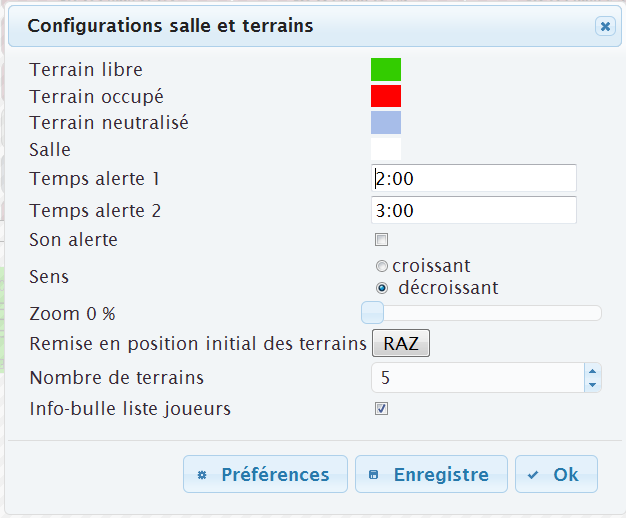 Configurations salle et terrains
Terrain libre
Terrain occupé
Terrain neutralisé
Salle
Temps alerte 1 2:00
Temps alerte 2 3:00
Son alerte
Sens croissant
décroissant
Zoom 0 %
Remise en position initial des terrains RAZ
Nombre de terrains 5
Info-bulle liste joueurs
Préférences Enregistre Ok